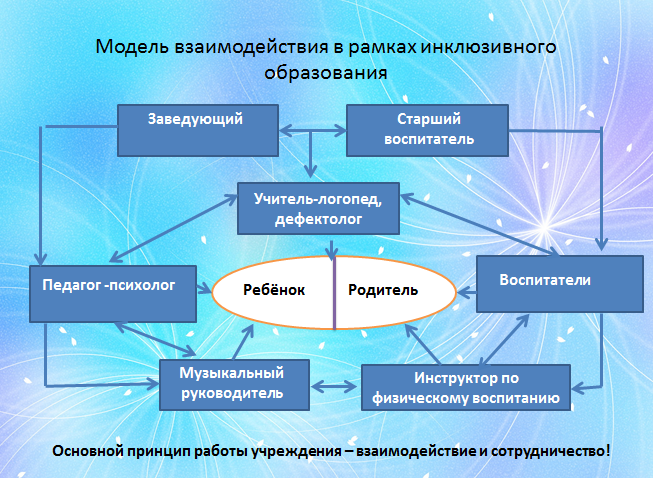 Модель взаимодействия в рамках инклюзивного
образования
Заведующий
Старший
воспитатель
Учитель-логопед,
дефектолог
Педагог -психолог
Ребёнок
Родитель
Воспитатели
Музыкальный
руководитель
Инструктор по
физическому воспитанию
Основной принцип работы учреждения – взаимодействие и сотрудничество!